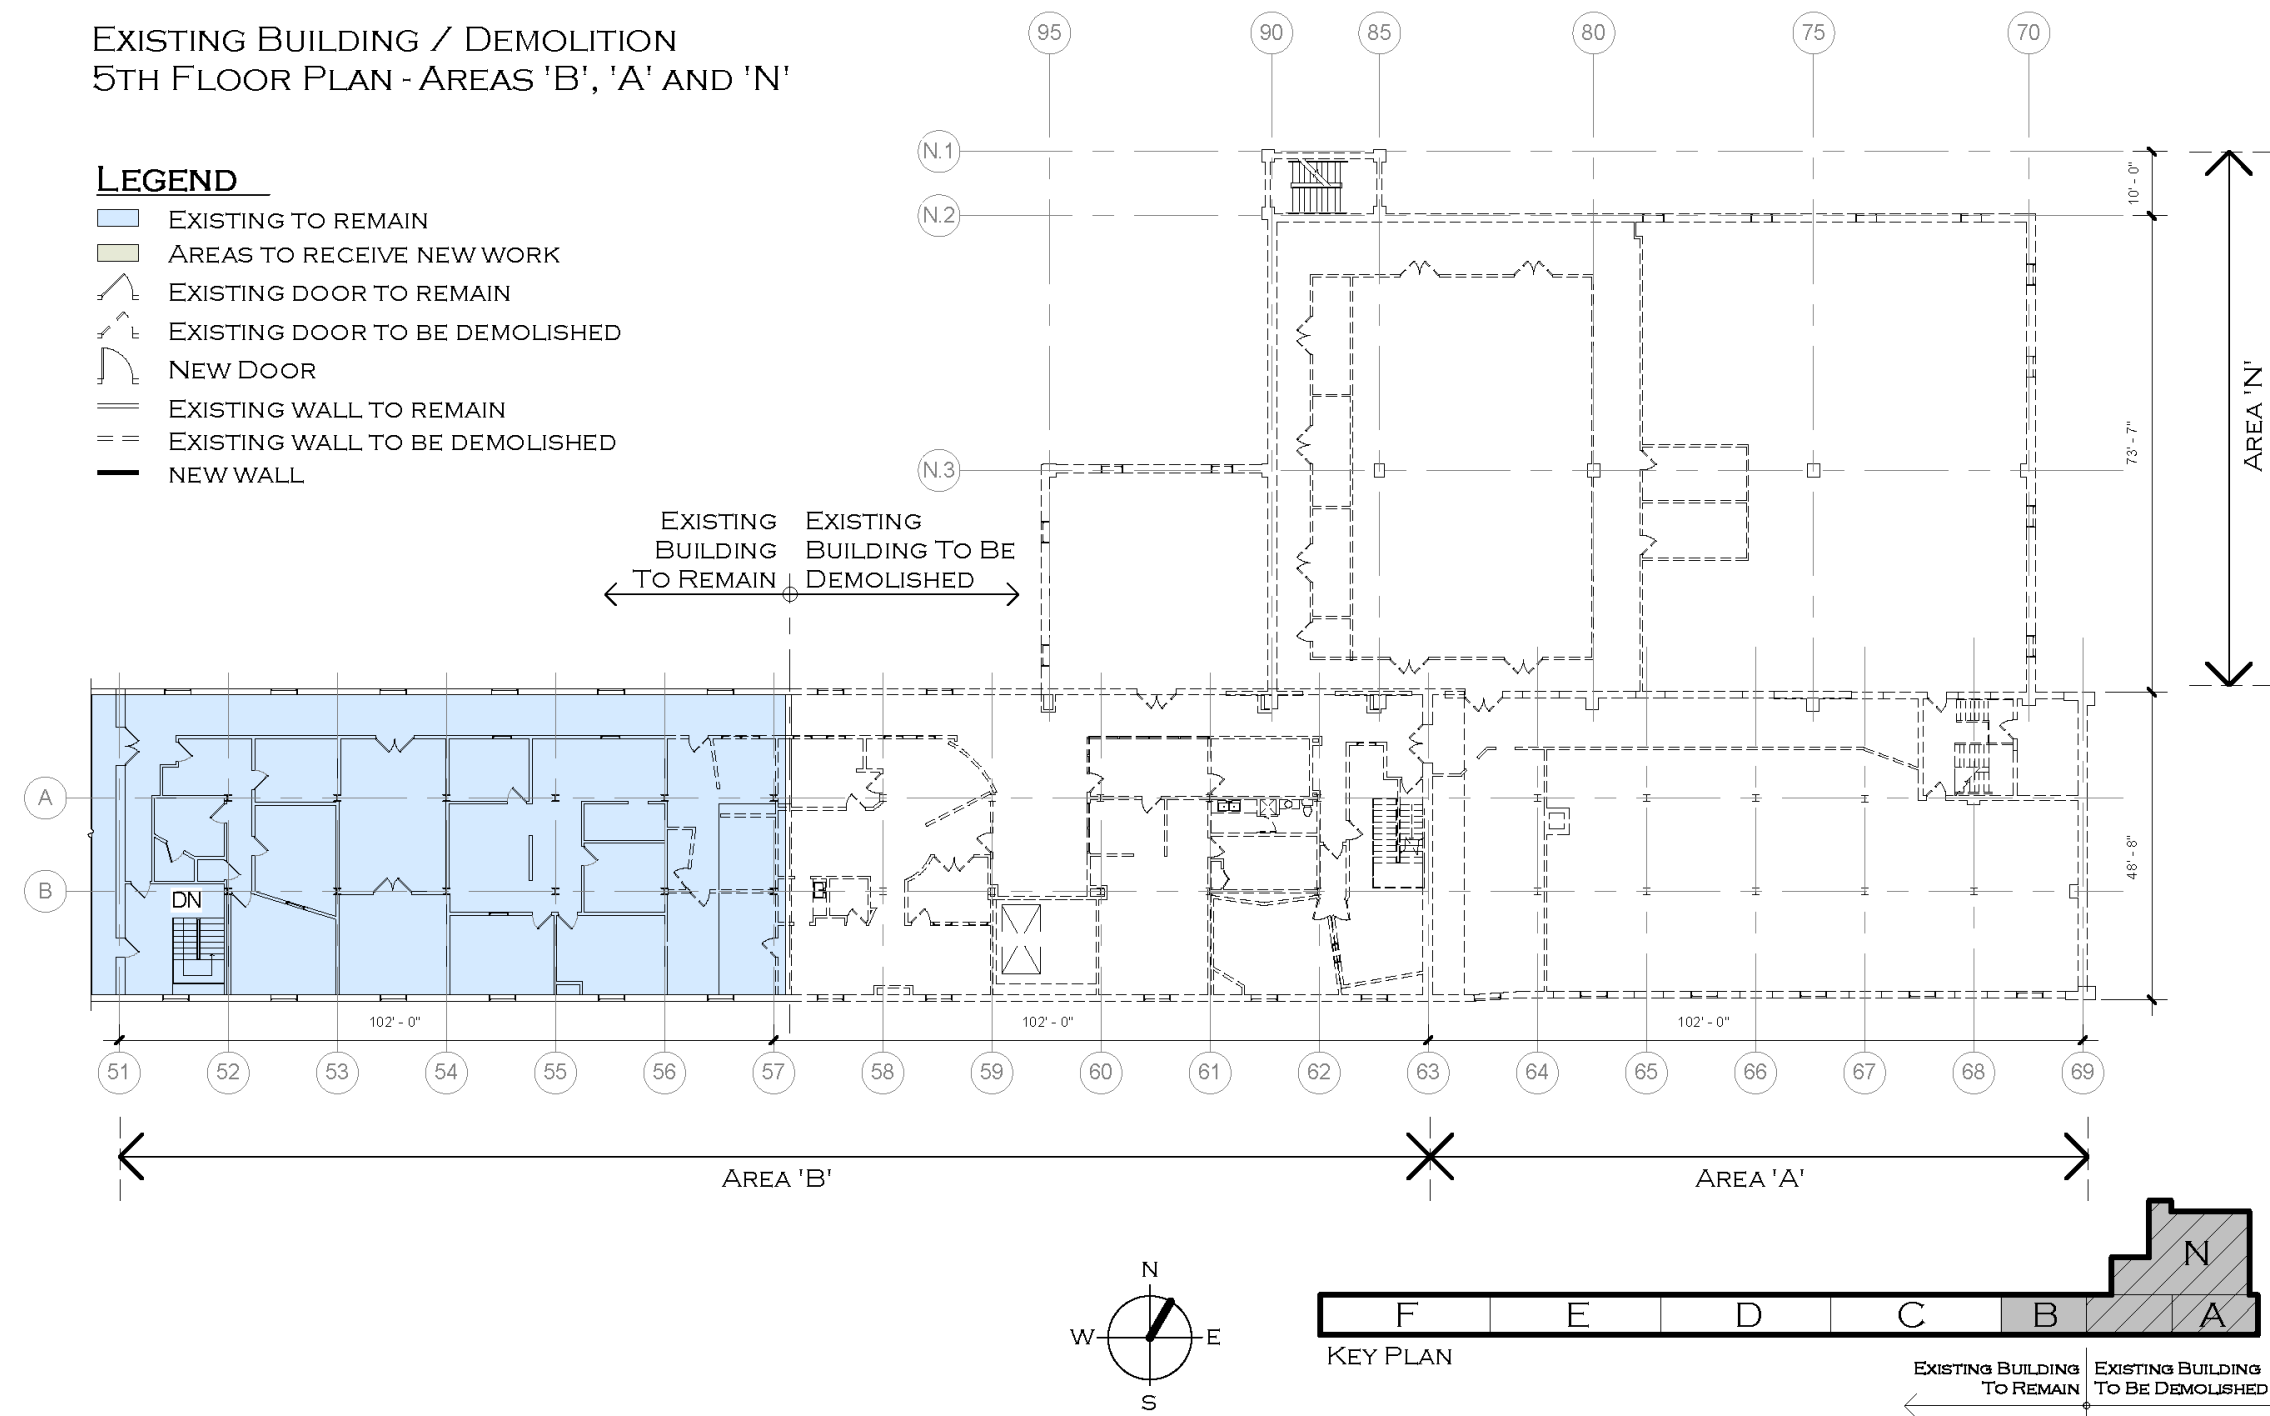 EXISTING BUILDING / DEMOLITION
5TH FLOOR PLAN - AREAS 'B', 'A' AND 'N'
95 90 85 80 75 70
LEGEND
EXISTING TO REMAIN
AREAS TO RECEIVE NEW WORK
EXISTING DOOR TO REMAIN
EXISTING DOOR TO BE DEMOLISHED
NEW DOOR
EXISTING WALL TO REMAIN
EXISTING WALL TO BE DEMOLISHED
NEW WALL
N.1
N.2
N.3
10' - 0"
73' - 7"
AREA 'N'
EXISTING
BUILDING
TO REMAIN
EXISTING
BUILDING TO BE
DEMOLISHED
A
B
DN
48' - 8"
102' - 0" 102' - 0" 102' - 0"
51 52 53 54 55 56 57 58 59 60 61 62 63 64 65 66 67 68 69
AREA 'B' AREA 'A'
N
W E
S
N
F E D C B A
KEY PLAN
EXISTING BUILDING
TO REMAIN
EXISTING BUILDING
TO BE DEMOLISHED